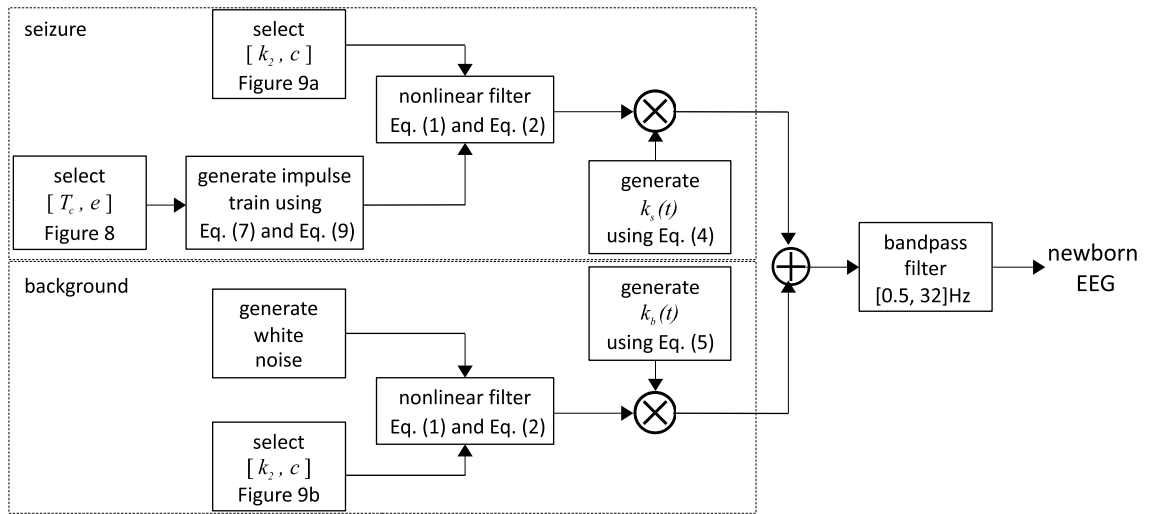 seizure
select
[ k₂ , c ]
Figure 9a
nonlinear filter
Eq. (1) and Eq. (2)
select
[ T꜀ , e ]
Figure 8
generate impulse
train using
Eq. (7) and Eq. (9)
generate
kₛ(t)
using Eq. (4)
background
generate
white
noise
nonlinear filter
Eq. (1) and Eq. (2)
select
[ k₂ , c ]
Figure 9b
generate
k_b(t)
using Eq. (5)
bandpass
filter
[0.5, 32]Hz
newborn
EEG